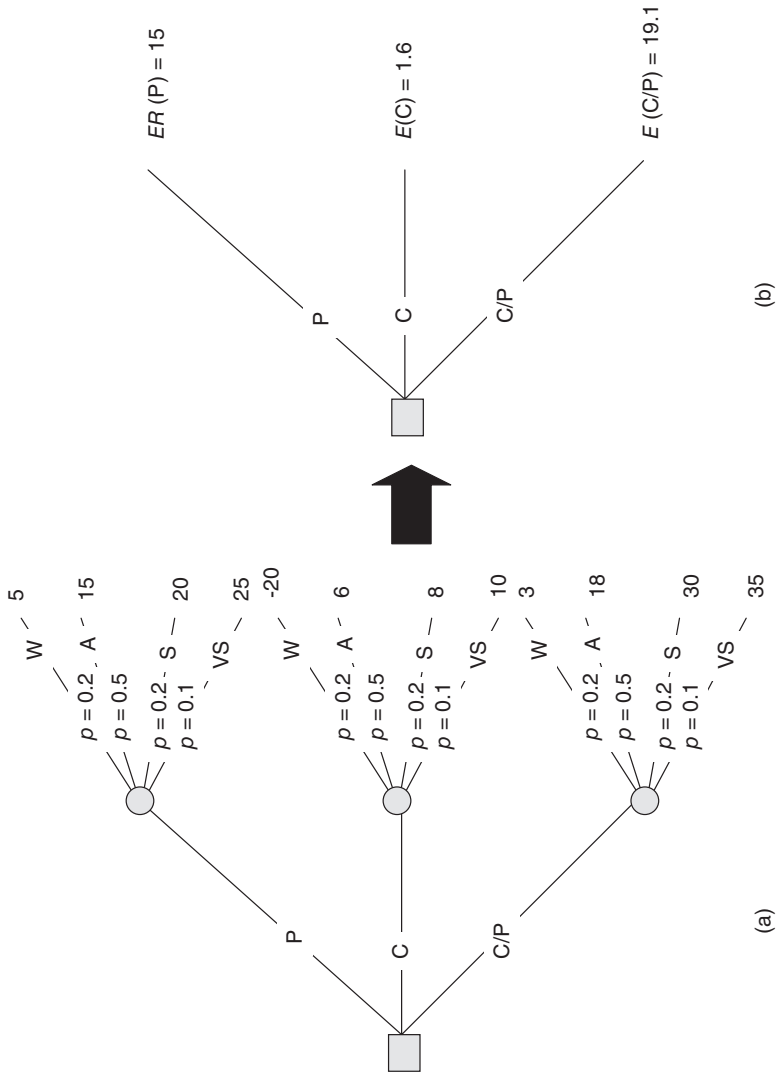 5
W
p = 0.2
A
15
p = 0.5
S
20
p = 0.2
VS
25
p = 0.1
P
-20
W
p = 0.2
A
6
p = 0.5
S
8
p = 0.2
VS
10
p = 0.1
C
3
W
p = 0.2
A
18
p = 0.5
S
30
p = 0.2
VS
35
p = 0.1
C/P
(a)
P
ER (P) = 15
C
E(C) = 1.6
C/P
E (C/P) = 19.1
(b)